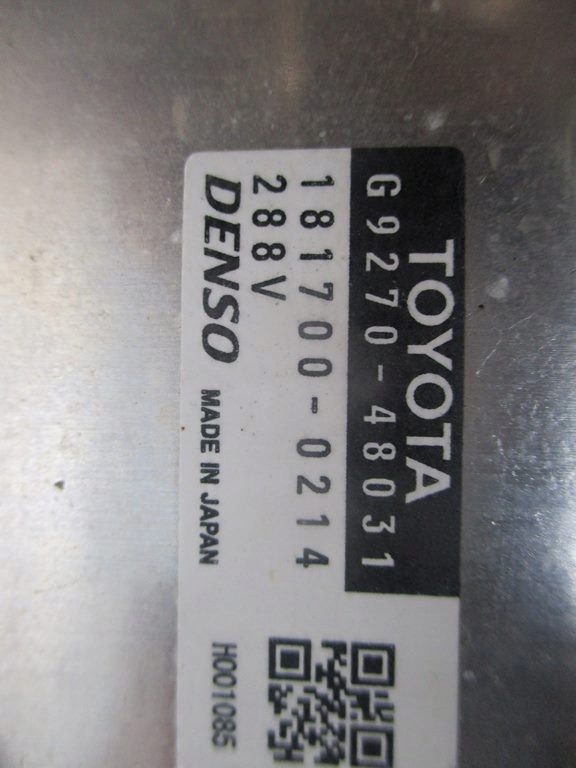 TOYOTA
G9270-48031
181700-0214
288V
DENSO MADE IN JAPAN
H001085